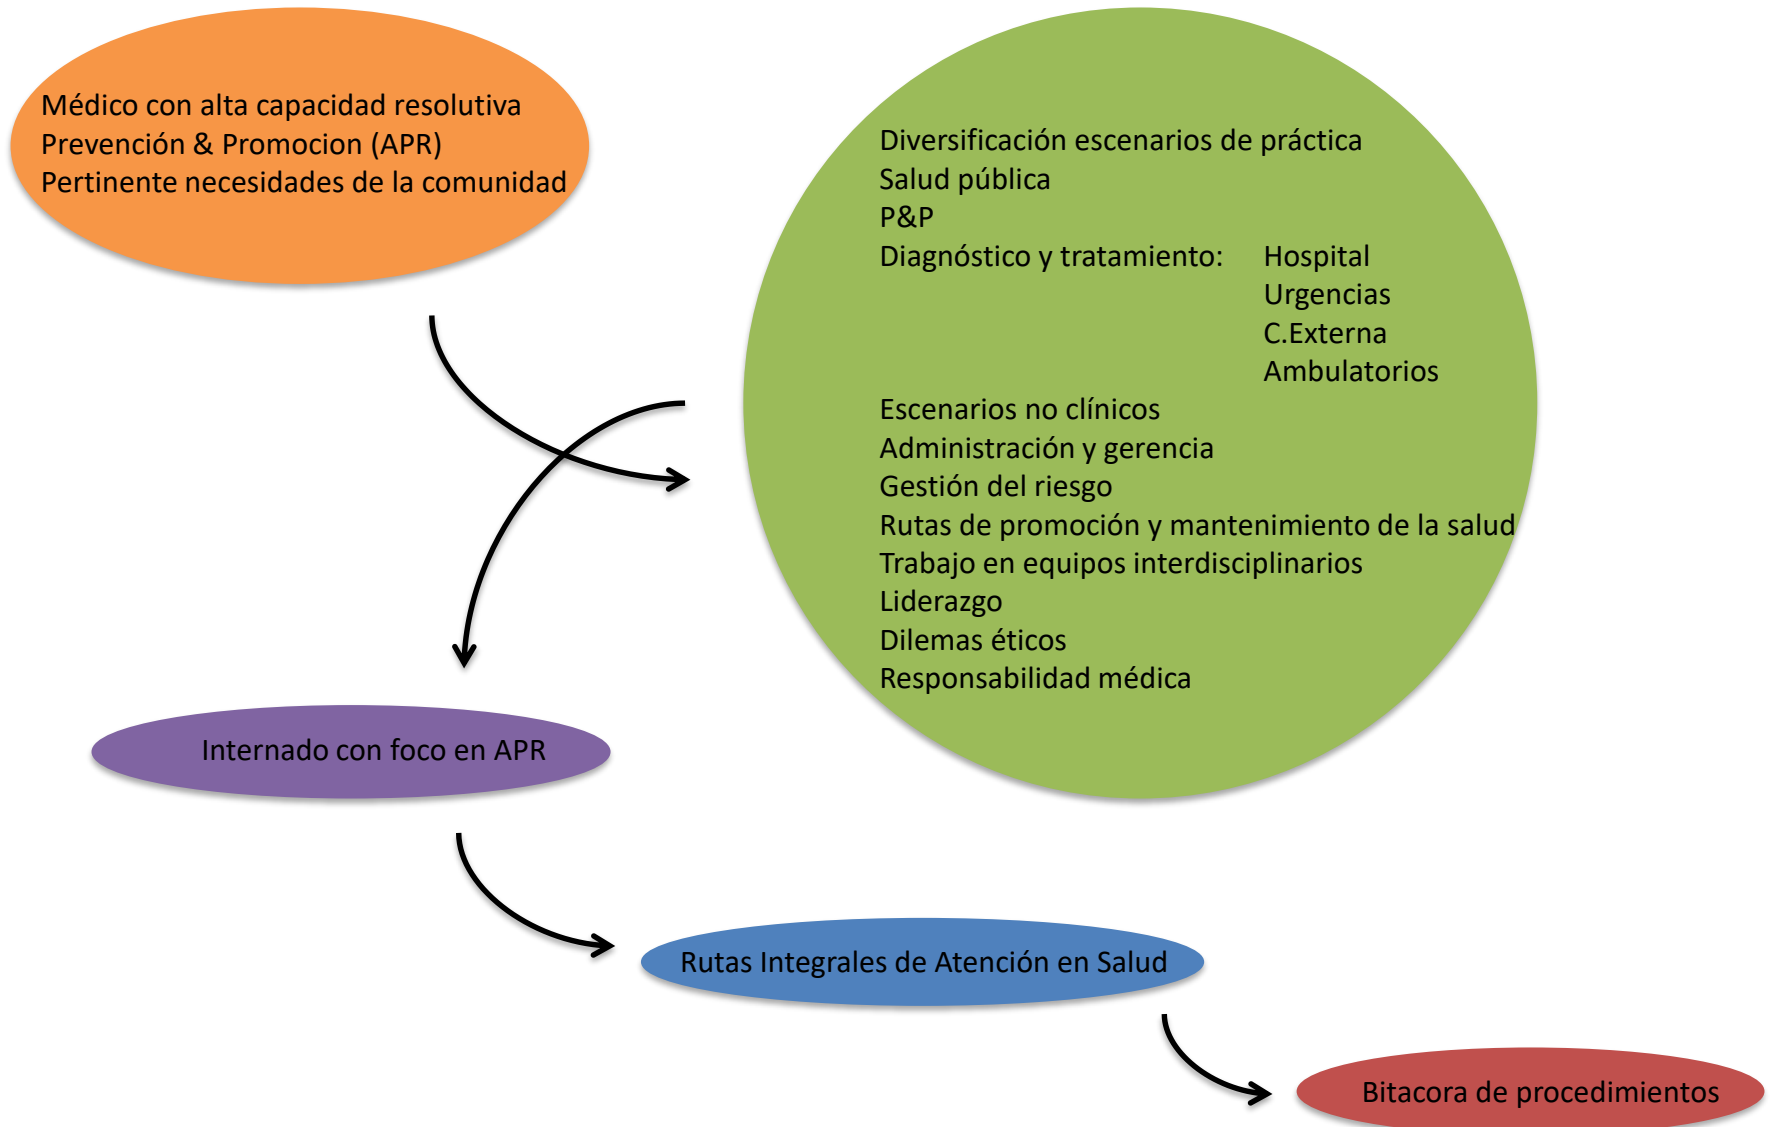 Médico con alta capacidad resolutiva
Prevención & Promocion (APR)
Pertinente necesidades de la comunidad
Diversificación escenarios de práctica
Salud pública
P&P
Diagnóstico y tratamiento: Hospital
Urgencias
C.Externa
Ambulatorios
Escenarios no clínicos
Administración y gerencia
Gestión del riesgo
Rutas de promoción y mantenimiento de la salud
Trabajo en equipos interdisciplinarios
Liderazgo
Dilemas éticos
Responsabilidad médica
Internado con foco en APR
Rutas Integrales de Atención en Salud
Bitacora de procedimientos